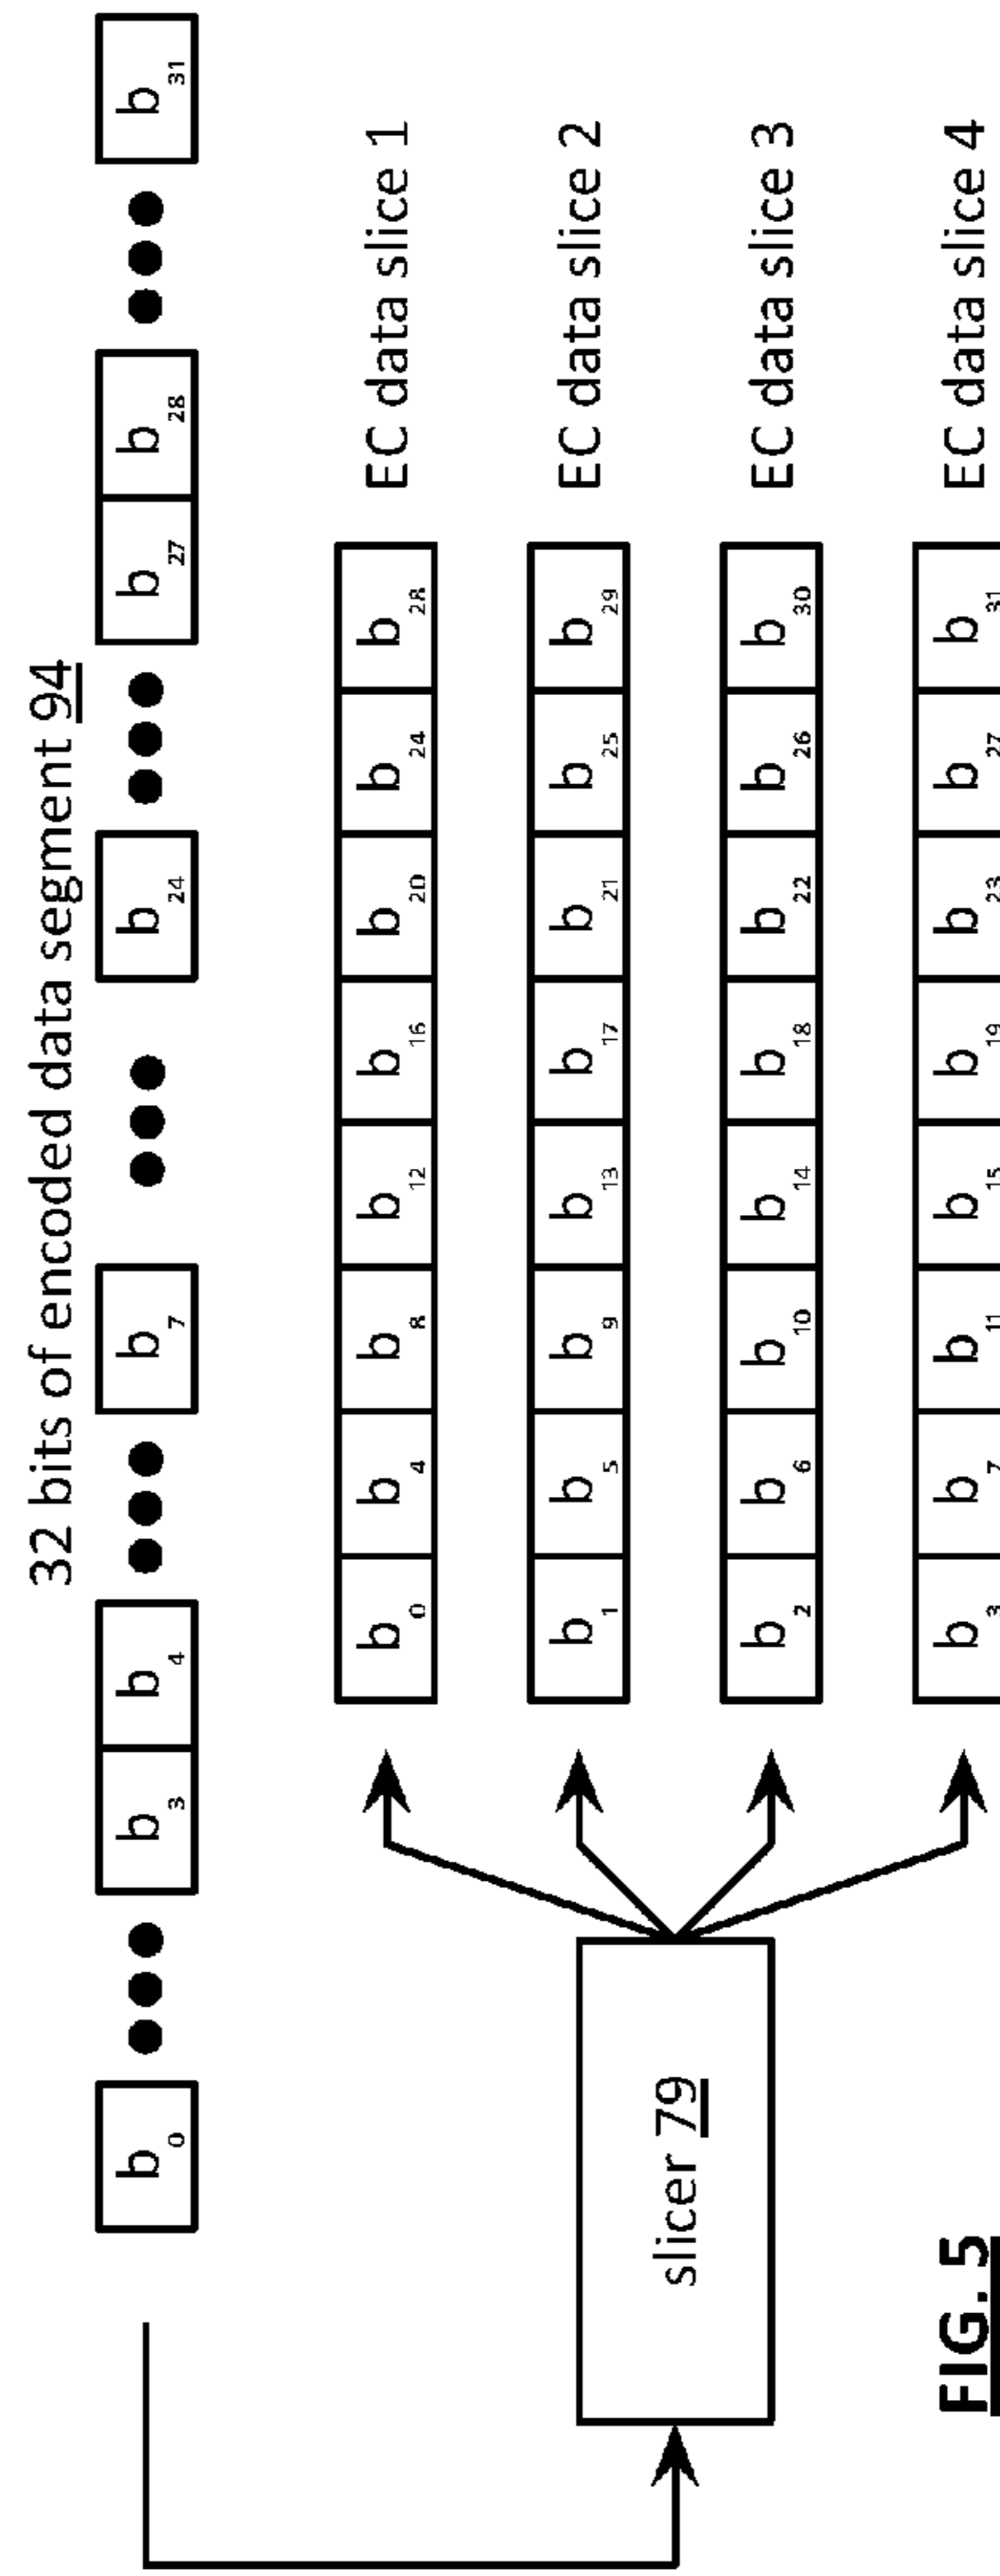 32 bits of encoded data segment 94
b0 ●●● b3 b4 ●●● b7 ●●● b24 ●●● b27 b28 ●●● b31
b0 b4 b8 b12 b16 b20 b24 b28 EC data slice 1
b1 b5 b9 b13 b17 b21 b25 b29 EC data slice 2
slicer 79
b2 b6 b10 b14 b18 b22 b26 b30 EC data slice 3
b3 b7 b11 b15 b19 b23 b27 b31 EC data slice 4
FIG. 5